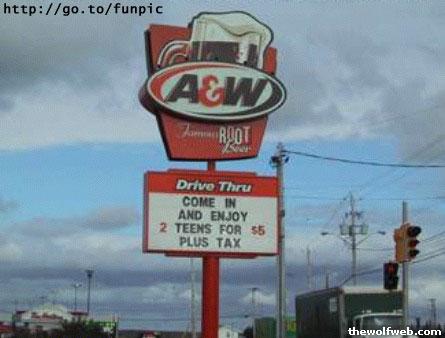 http://go.to/funpic
A&W
Famous ROOT
Beer
Drive Thru
COME IN
AND ENJOY
2 TEENS FOR $5
PLUS TAX
thewolfweb.com